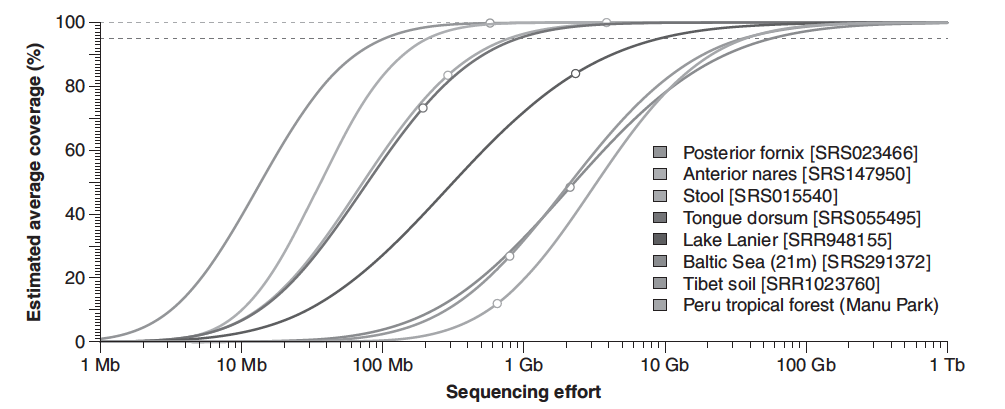 Estimated average coverage (%)
100
80
60
40
20
0
Posterior fornix [SRS023466]
Anterior nares [SRS147950]
Stool [SRS015540]
Tongue dorsum [SRS055495]
Lake Lanier [SRR948155]
Baltic Sea (21m) [SRS291372]
Tibet soil [SRR1023760]
Peru tropical forest (Manu Park)
1 Mb 10 Mb 100 Mb 1 Gb 10 Gb 100 Gb 1 Tb
Sequencing effort